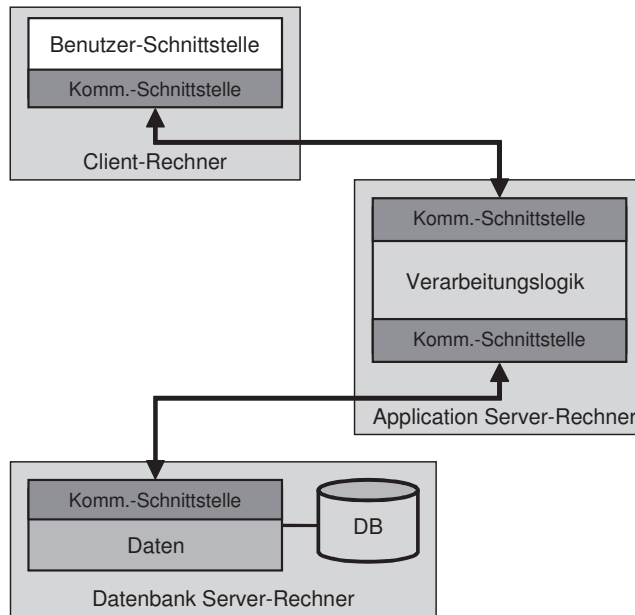 Benutzer-Schnittstelle
Komm.-Schnittstelle
Client-Rechner
Komm.-Schnittstelle
Verarbeitungslogik
Komm.-Schnittstelle
Application Server-Rechner
Komm.-Schnittstelle
Daten
DB
Datenbank Server-Rechner